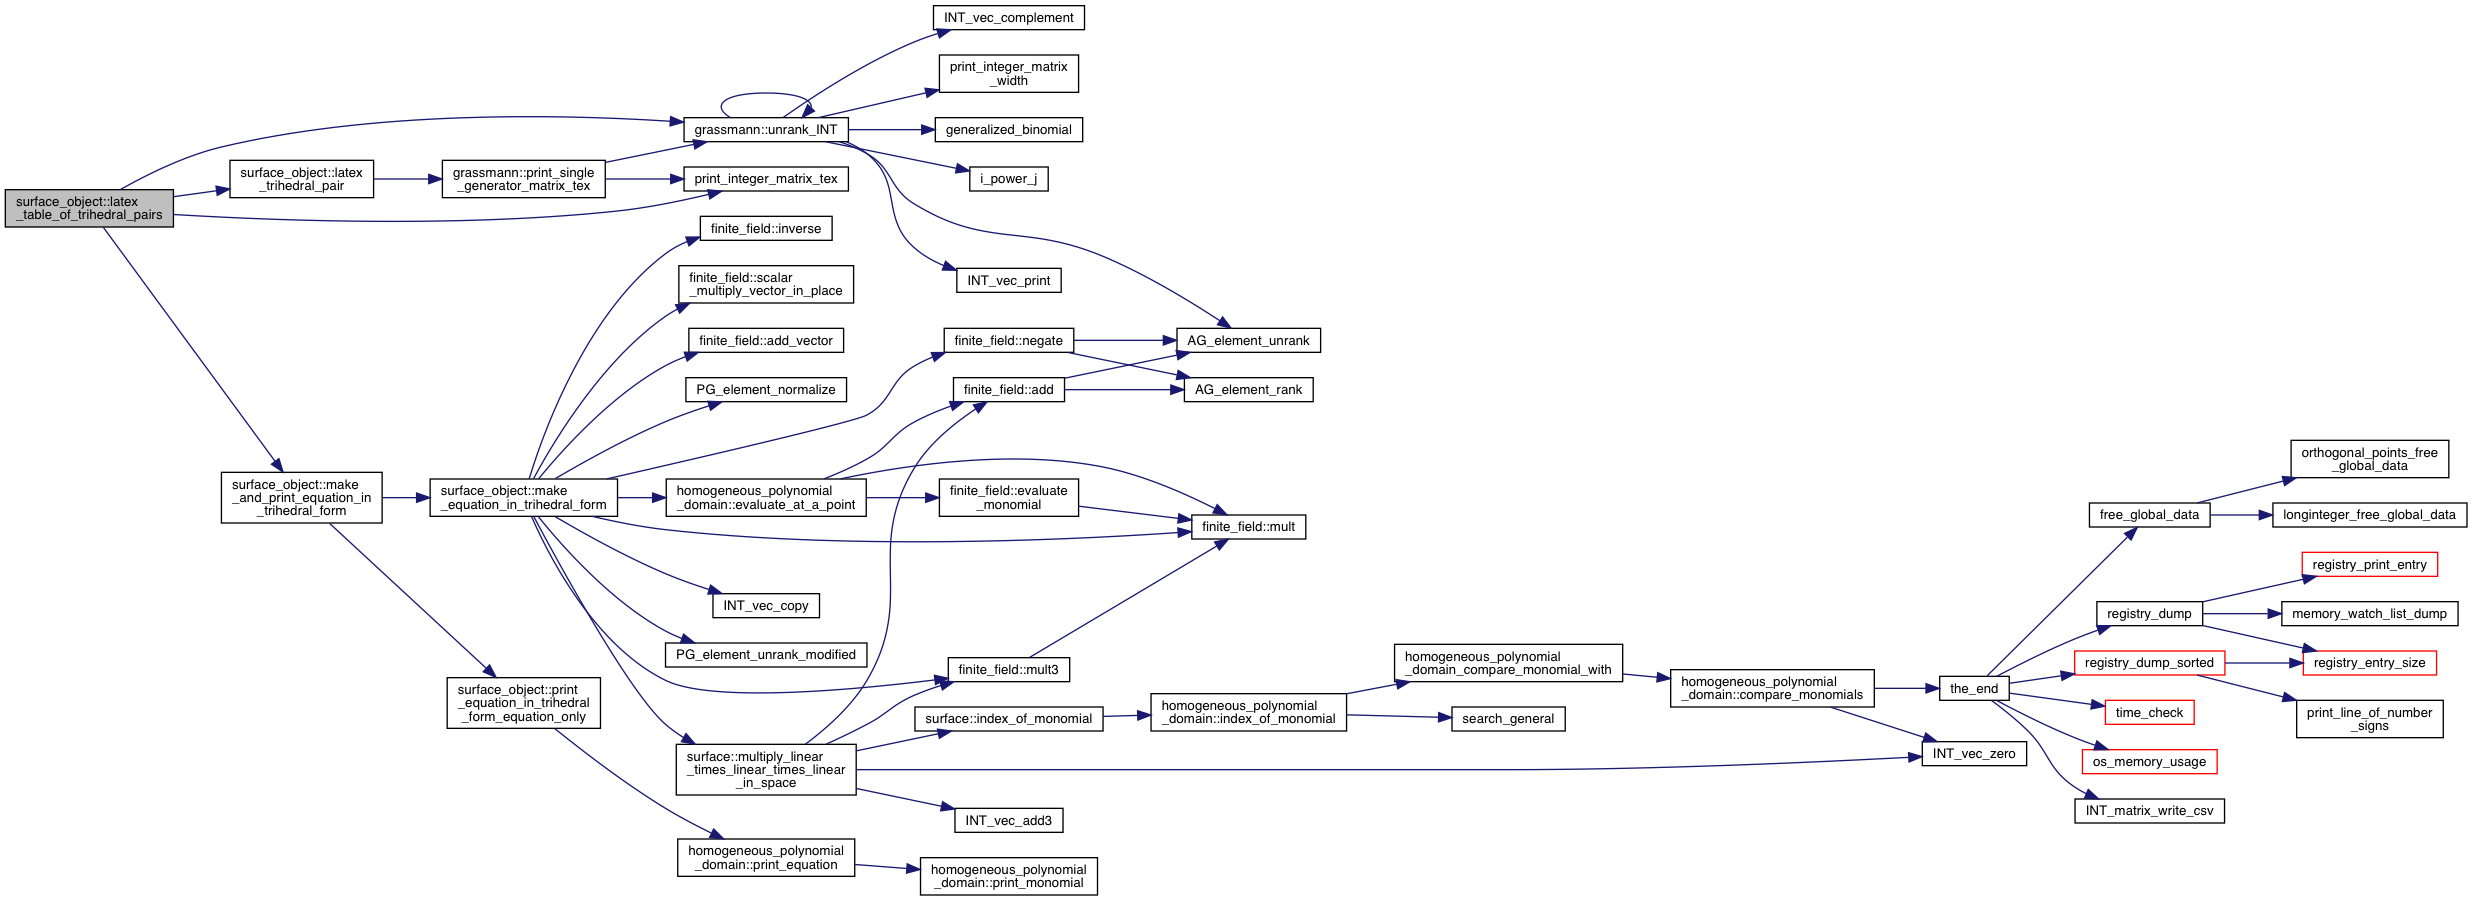 surface_object::latex
_table_of_trihedral_pairs
surface_object::latex
_trihedral_pair
grassmann::print_single
_generator_matrix_tex
grassmann::unrank_INT
print_integer_matrix_tex
INT_vec_complement
print_integer_matrix
_width
generalized_binomial
i_power_j
INT_vec_print
AG_element_unrank
AG_element_rank
surface_object::make
_and_print_equation_in
_trihedral_form
surface_object::make
_equation_in_trihedral_form
surface_object::print
_equation_in_trihedral
_form_equation_only
finite_field::inverse
finite_field::scalar
_multiply_vector_in_place
finite_field::add_vector
PG_element_normalize
finite_field::negate
finite_field::add
homogeneous_polynomial
_domain::evaluate_at_a_point
finite_field::evaluate
_monomial
finite_field::mult
INT_vec_copy
PG_element_unrank_modified
finite_field::mult3
surface::multiply_linear
_times_linear_times_linear
_in_space
surface::index_of_monomial
INT_vec_add3
homogeneous_polynomial
_domain::print_equation
homogeneous_polynomial
_domain::print_monomial
homogeneous_polynomial
_domain::index_of_monomial
homogeneous_polynomial
_domain_compare_monomial_with
search_general
homogeneous_polynomial
_domain::compare_monomials
the_end
INT_vec_zero
free_global_data
orthogonal_points_free
_global_data
longinteger_free_global_data
registry_dump
registry_print_entry
memory_watch_list_dump
registry_dump_sorted
registry_entry_size
print_line_of_number
_signs
time_check
os_memory_usage
INT_matrix_write_csv